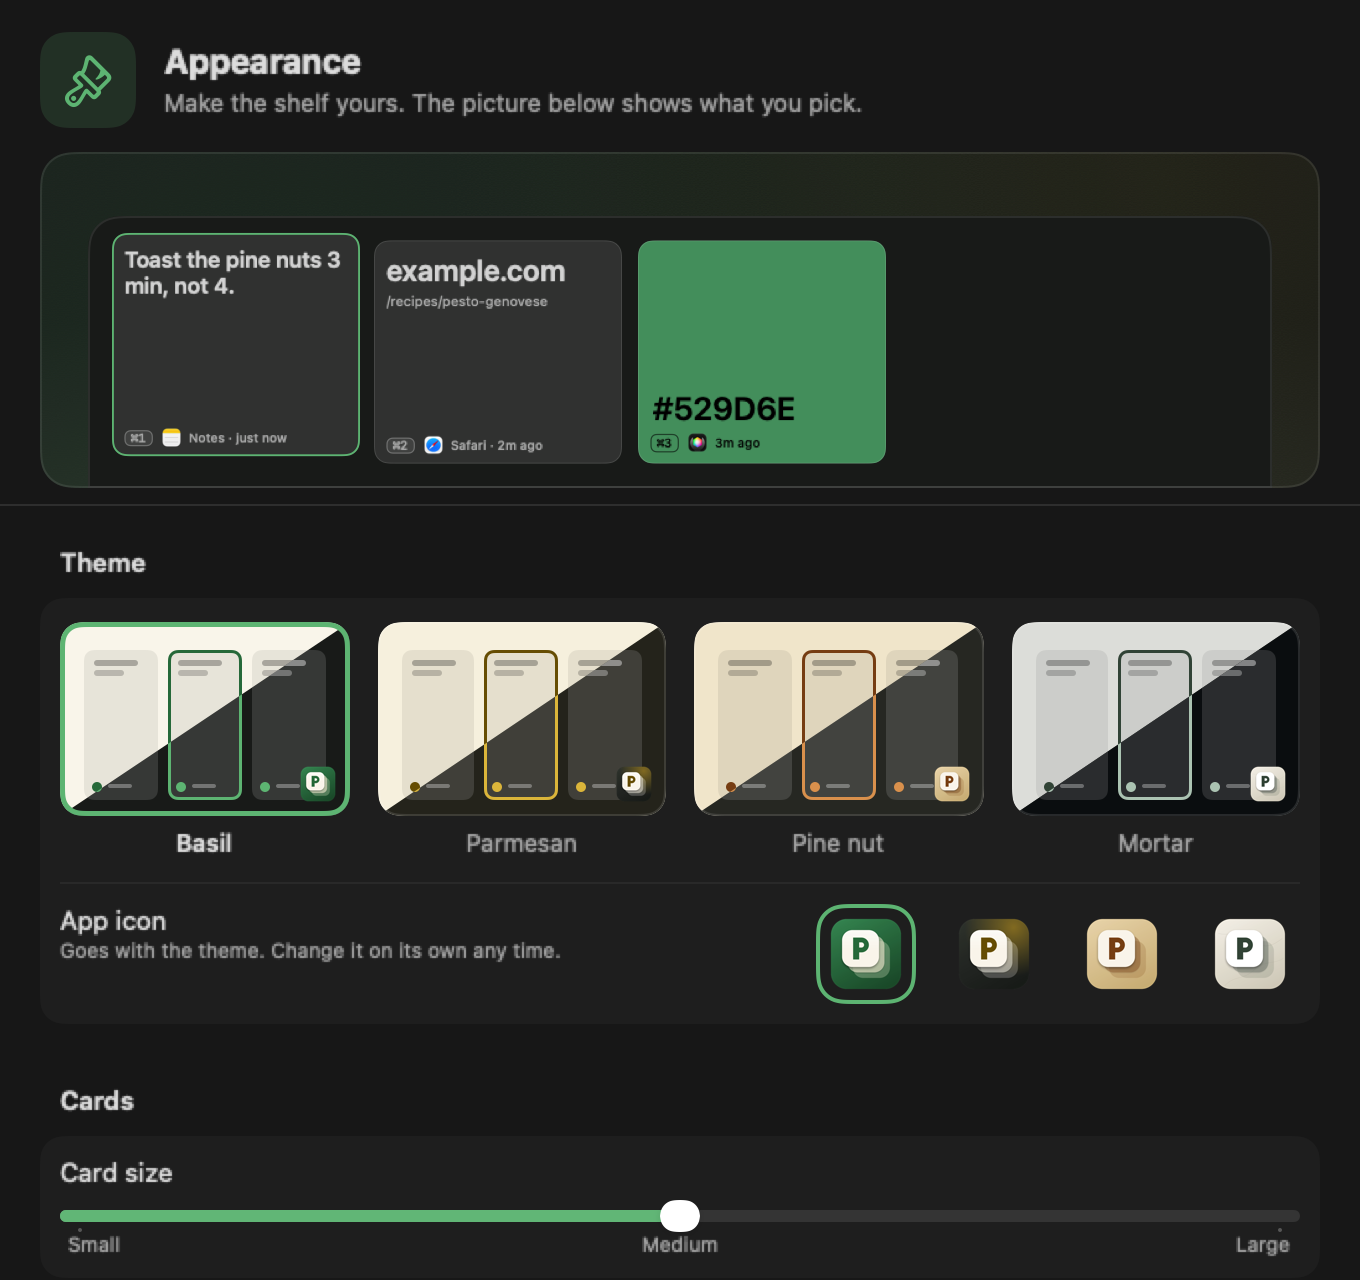 Appearance
Make the shelf yours. The picture below shows what you pick.
Toast the pine nuts 3
min, not 4.
⌘1 Notes · just now
example.com
/recipes/pesto-genovese
⌘2 Safari · 2m ago
#529D6E
⌘3 3m ago
Theme
P P P P
Basil Parmesan Pine nut Mortar
App icon
Goes with the theme. Change it on its own any time.
P P P P
Cards
Card size
Small Medium Large